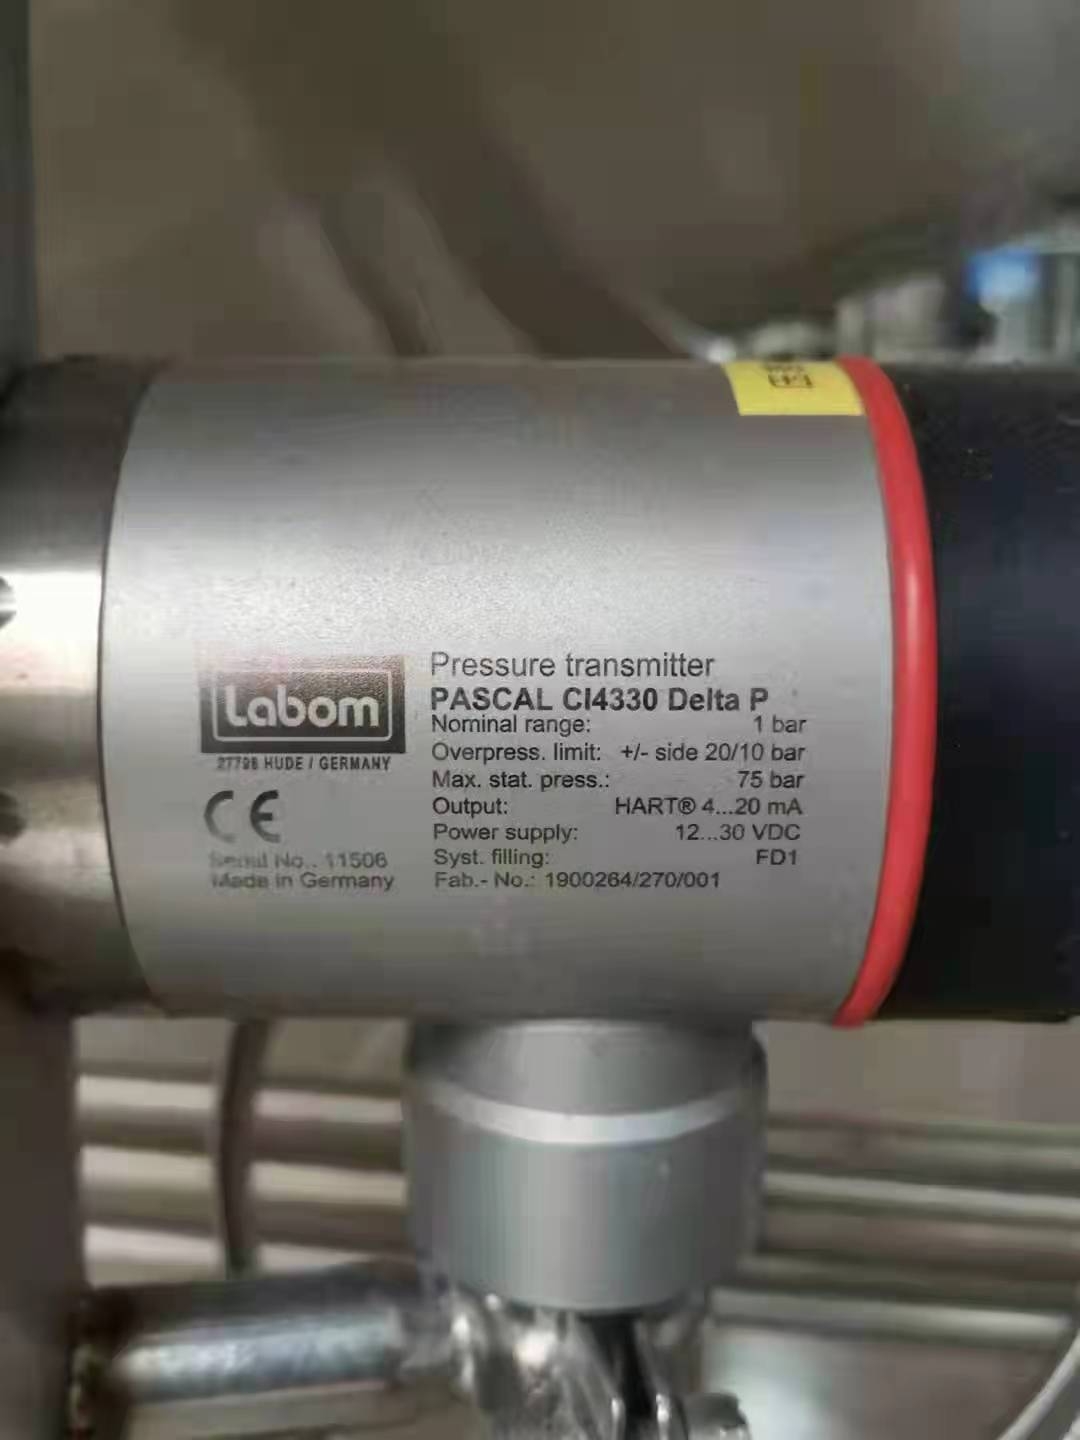 Labom
27798 HUDE / GERMANY
CE
Serial No.: 11506
Made in Germany
Pressure transmitter
PASCAL CI4330 Delta P
Nominal range: 1 bar
Overpress. limit: +/- side 20/10 bar
Max. stat. press.: 75 bar
Output: HART® 4...20 mA
Power supply: 12...30 VDC
Syst. filling: FD1
Fab.- No.: 1900264/270/001